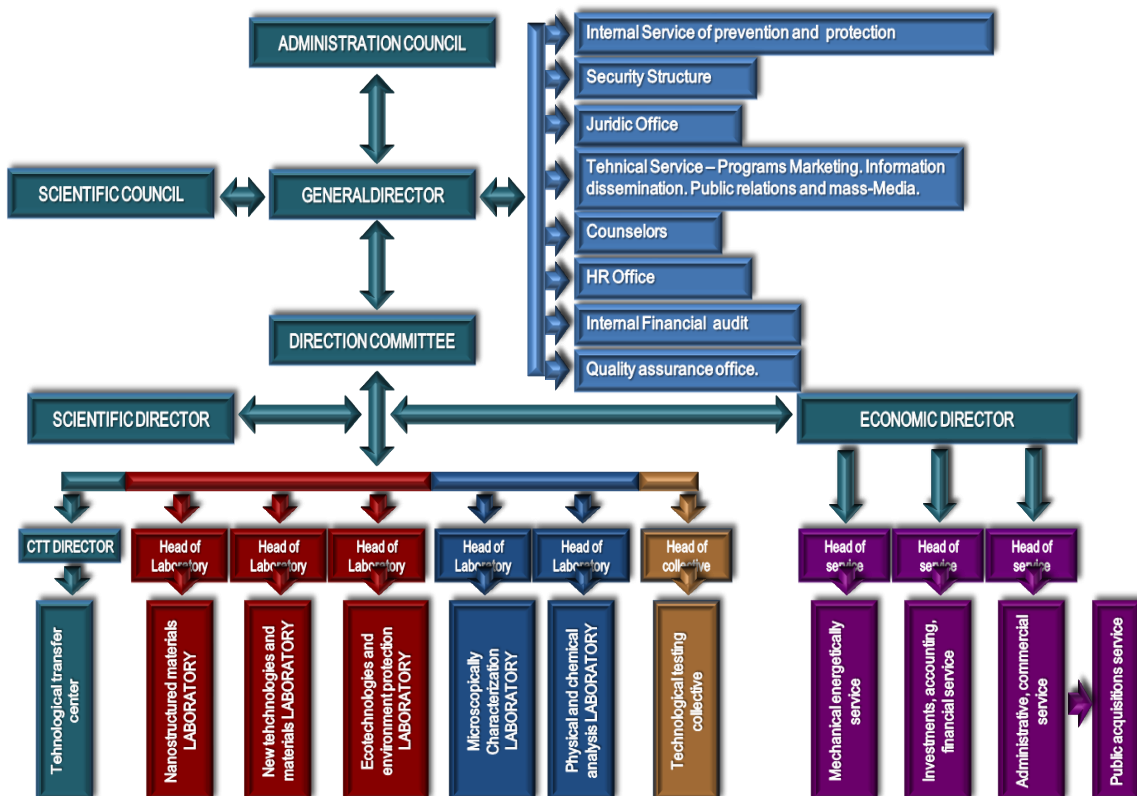 ADMINISTRATION COUNCIL
Internal Service of prevention and protection
Security Structure
Juridic Office
Tehnical Service – Programs Marketing. Information
dissemination. Public relations and mass-Media.
SCIENTIFIC COUNCIL
GENERALDIRECTOR
Counselors
HR Office
Internal Financial audit
Quality assurance office.
DIRECTION COMMITTEE
SCIENTIFIC DIRECTOR
ECONOMIC DIRECTOR
CTT DIRECTOR
Head of
Laboratory
Head of
Laboratory
Head of
Laboratory
Head of
Laboratory
Head of
Laboratory
Head of
collective
Head of
service
Head of
service
Head of
service
Tehnological transfer
center
Nanostructured materials
LABORATORY
New tehchnologies and
materials LABORATORY
Ecotechnologies and
environment protection
LABORATORY
Microscopically
Characterization
LABORATORY
Physical and chemical
analysis LABORATORY
Technological testing
collective
Mechanical energetically
service
Investments, accounting,
financial service
Administrative, commercial
service
Public acquisitions service